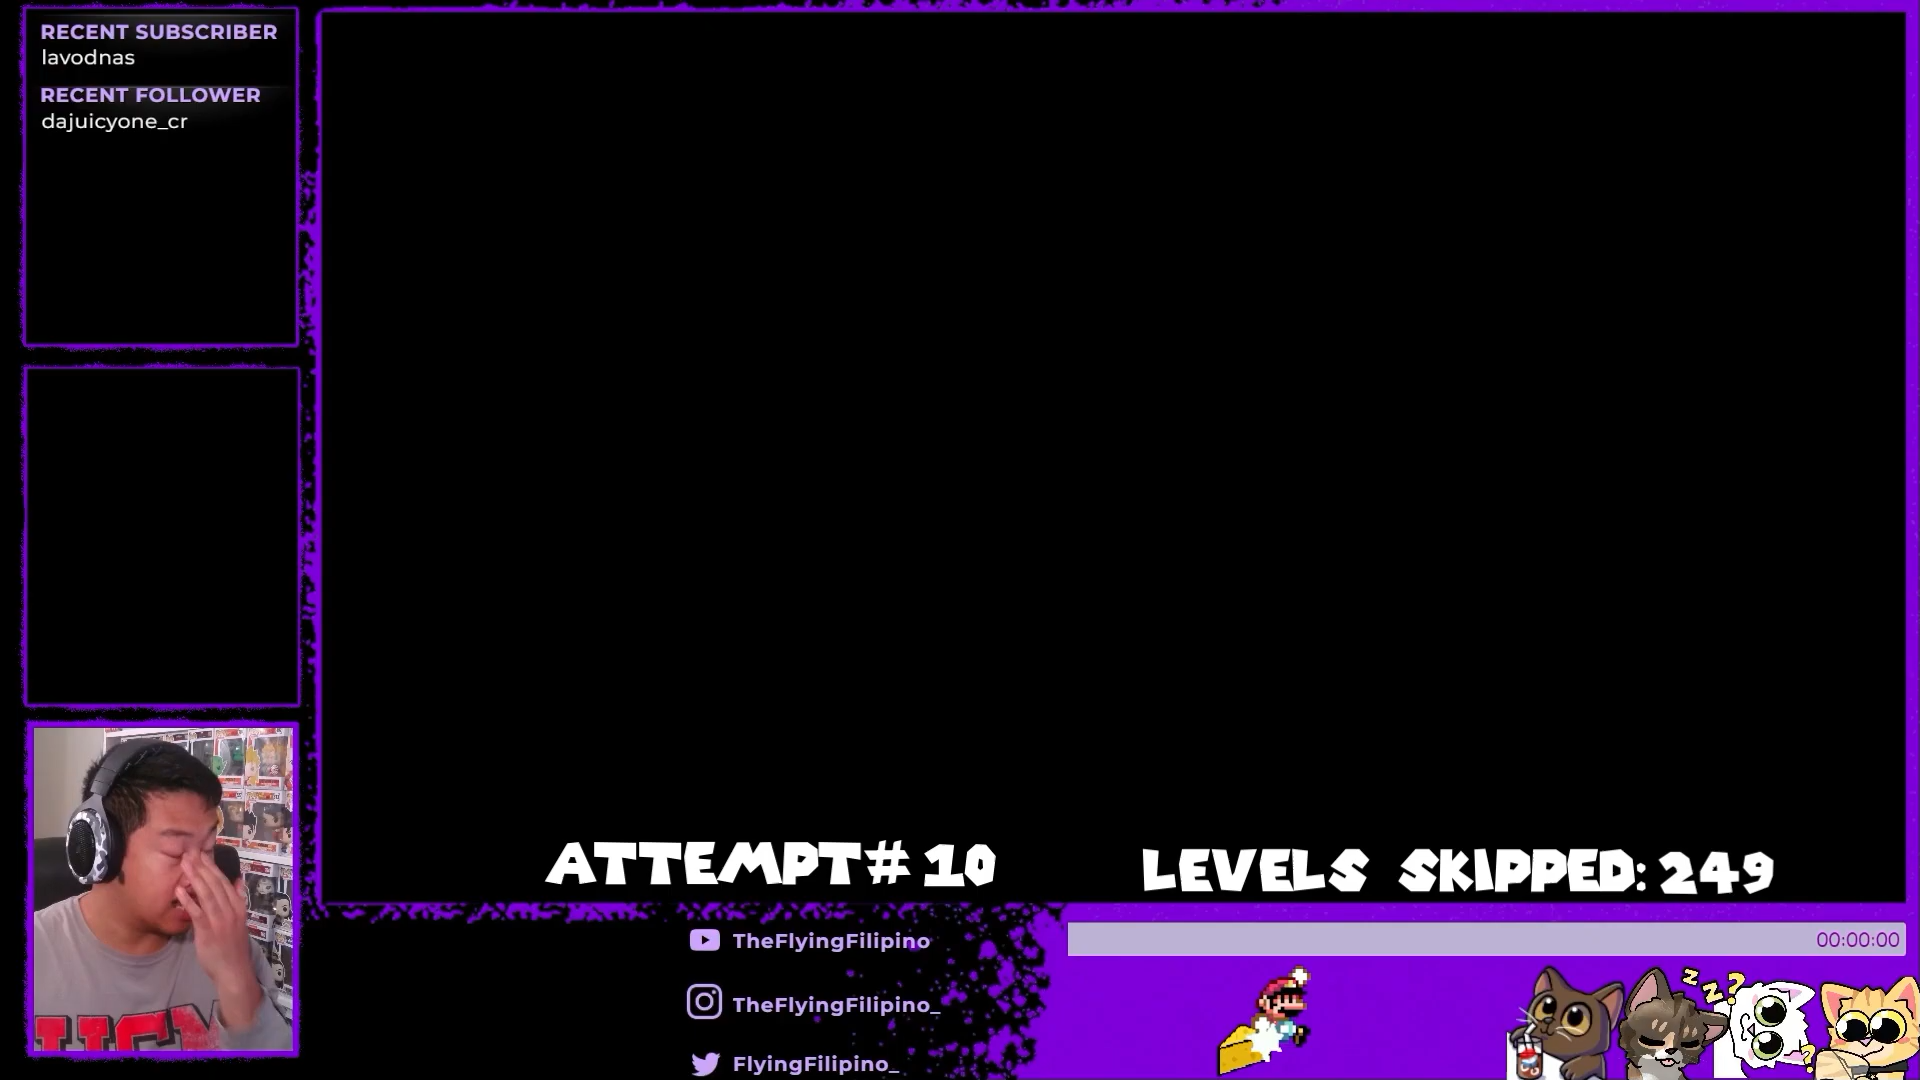 RECENT SUBSCRIBER
lavodnas
RECENT FOLLOWER
dajuicyone_cr
ATTEMPT# 10
LEVELS SKIPPED: 249
TheFlyingFilipino
00:00:00
TheFlyingFilipino_
FlyingFilipino_
z z ?
?